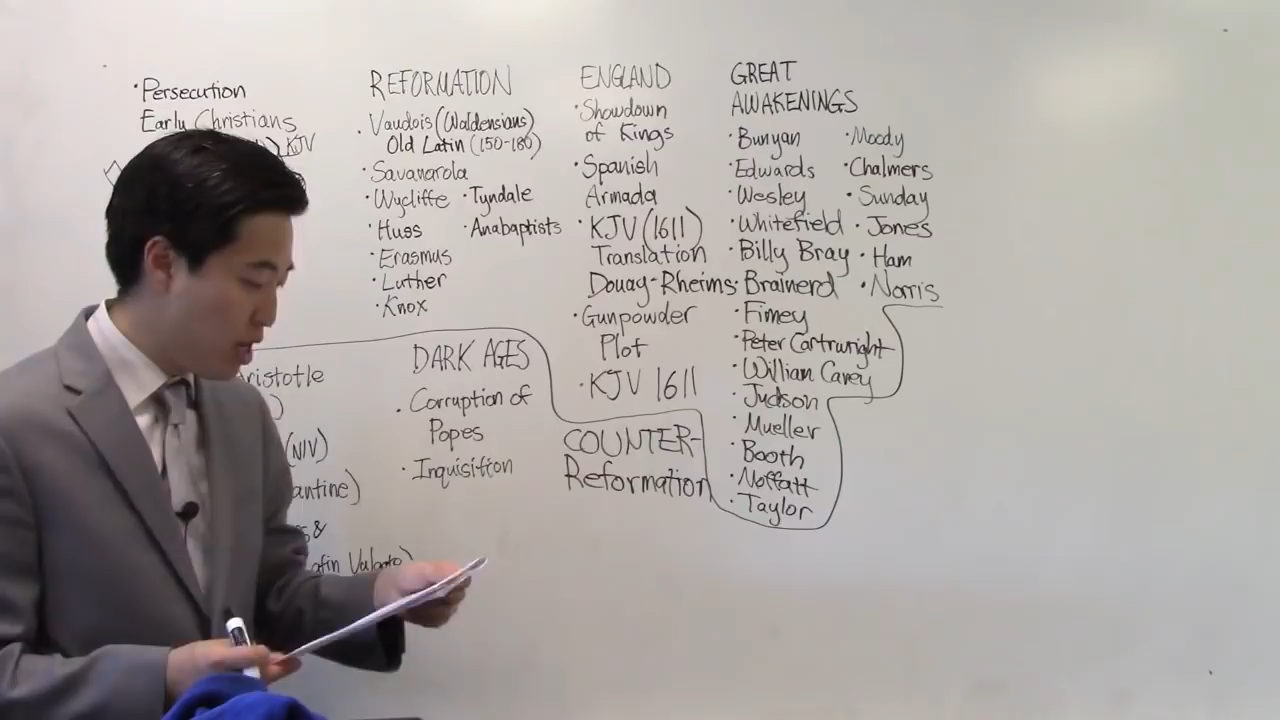 • Persecution
Early Christians
KJV
REFORMATION
• Vaudois (Waldensians)
Old Latin (150-180)
• Savanarola
• Wycliffe • Tyndale
• Huss • Anabaptists
• Erasmus
• Luther
• Knox
ENGLAND
• Showdown
of Kings
• Spanish
Armada
• KJV (1611)
Translation
Douay-Rheims
• Gunpowder
Plot
• KJV 1611
GREAT
AWAKENINGS
• Bunyan • Moody
• Edwards • Chalmers
• Wesley • Sunday
• Whitefield • Jones
• Billy Bray • Ham
• Brainerd • Norris
• Finney
• Peter Cartwright
• William Carey
• Judson
• Mueller
• Booth
• Moffatt
• Taylor
Aristotle
)
(NIV)
antine)
&
DARK AGES
• Corruption of
Popes
• Inquisition
COUNTER-
Reformation